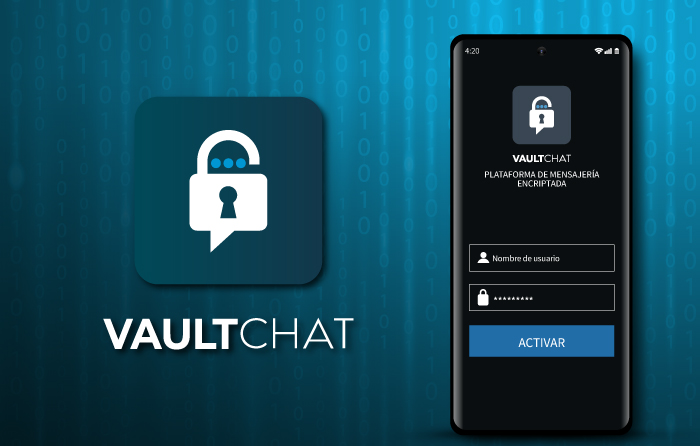 VAULTCHAT
4:20
VAULTCHAT
PLATAFORMA DE MENSAJERÍA
ENCRIPTADA
Nombre de usuario
*********
ACTIVAR